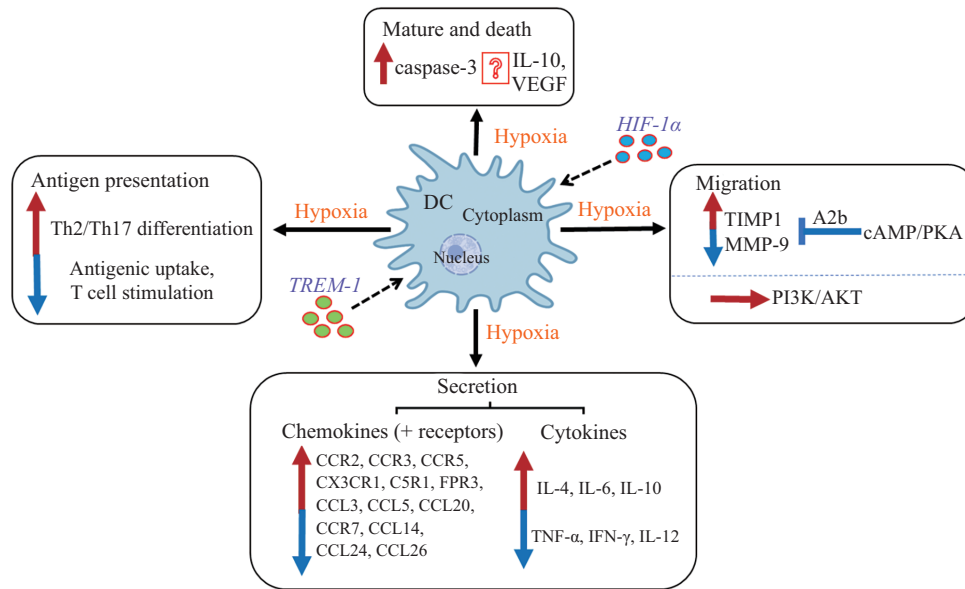 Mature and death
caspase-3 ? IL-10,
VEGF
Hypoxia
HIF-1α
Antigen presentation
Th2/Th17 differentiation
Antigenic uptake,
T cell stimulation
Hypoxia
DC
Cytoplasm
Nucleus
Hypoxia
TREM-1
Migration
TIMP1
MMP-9
A2b
cAMP/PKA
PI3K/AKT
Hypoxia
Secretion
Chemokines (+ receptors)
CCR2, CCR3, CCR5,
CX3CR1, C5R1, FPR3,
CCL3, CCL5, CCL20,
CCR7, CCL14,
CCL24, CCL26
Cytokines
IL-4, IL-6, IL-10
TNF-α, IFN-γ, IL-12